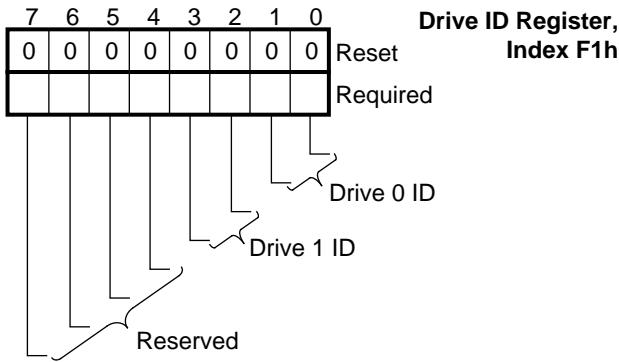 7 6 5 4 3 2 1 0
Drive ID Register,
Index F1h
0 0 0 0 0 0 0 0 Reset
Required
Drive 0 ID
Drive 1 ID
Reserved